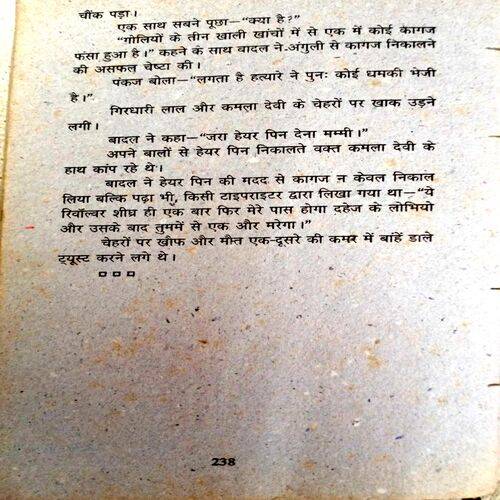 चौंक पड़ा।
एक साथ सबने पूछा—"क्या है?"
"गोलियों के तीन खाली खांचों में से एक में कोई कागज
फंसा हुआ है।" कहने के साथ बादल ने अंगुली से कागज निकालने
की असफल चेष्टा की।
पंकज बोला—"लगता है हत्यारे ने पुनः कोई धमकी भेजी
है।"
गिरधारी लाल और कमला देवी के चेहरों पर खाक उड़ने
लगी।
बादल ने कहा—"जरा हेयर पिन देना मम्मी।"
अपने बालों से हेयर पिन निकालते वक्त कमला देवी के
हाथ कांप रहे थे।
बादल ने हेयर पिन की मदद से कागज न केवल निकाल
लिया बल्कि पढ़ा भी, किसी टाइपराइटर द्वारा लिखा गया था—"ये
रिवॉल्वर शीघ्र ही एक बार फिर मेरे पास होगा दहेज के लोभियो
और उसके बाद तुममें से एक और मरेगा।"
चेहरों पर खौफ और मौत एक-दूसरे की कमर में बांहें डाले
ट्यूस्ट करने लगे थे।
238